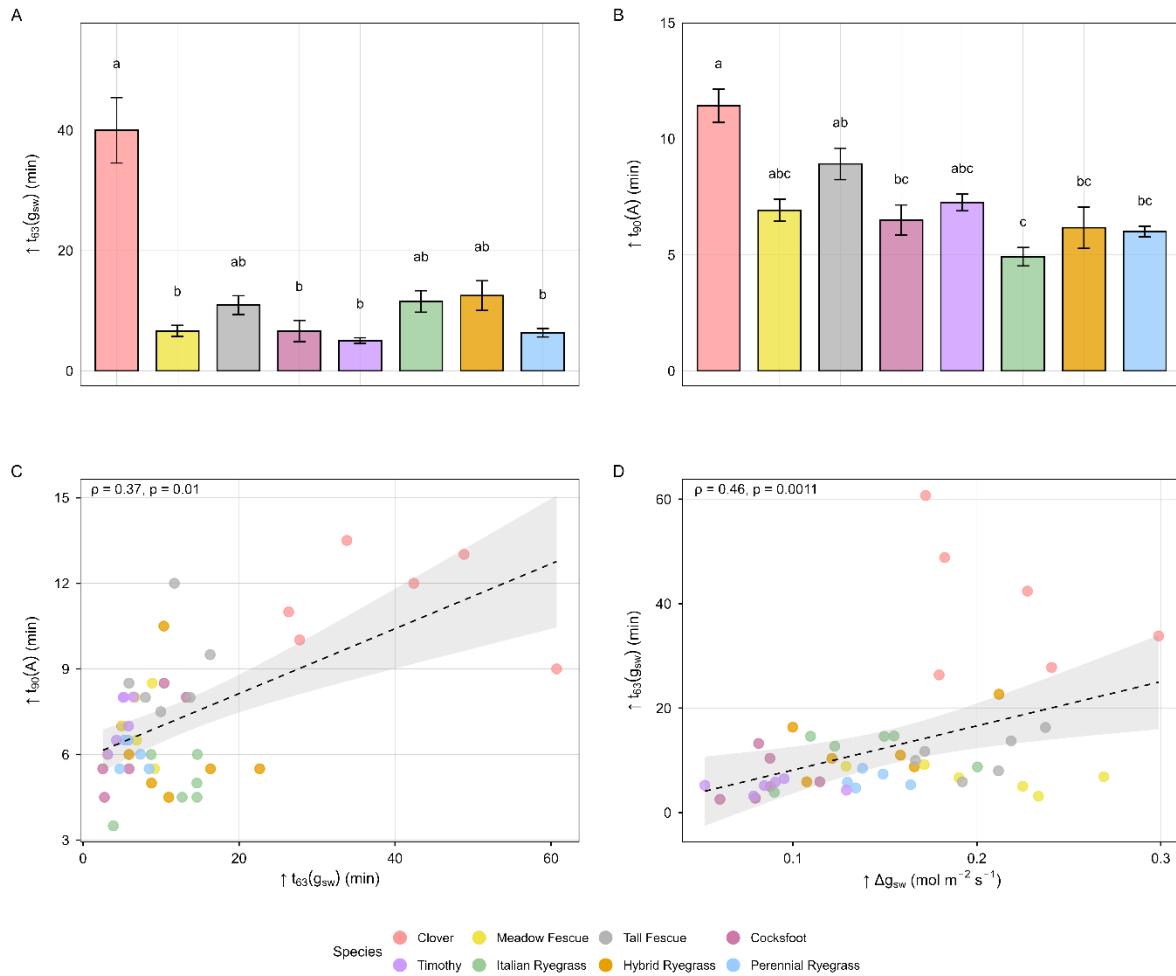 A
↑ t₆₃(gsw) (min)
40
20
0
a
b
ab
b
b
ab
ab
b
B
↑ t₉₀(A) (min)
15
10
5
0
a
abc
ab
bc
abc
c
bc
bc
C
ρ = 0.37, p = 0.01
↑ t₉₀(A) (min)
15
12
9
6
3
0
20
40
60
↑ t₆₃(gsw) (min)
D
ρ = 0.46, p = 0.0011
↑ t₆₃(gsw) (min)
60
40
20
0
0.1
0.2
0.3
↑ Δgsw (mol m⁻² s⁻¹)
Species
Clover
Meadow Fescue
Tall Fescue
Cocksfoot
Timothy
Italian Ryegrass
Hybrid Ryegrass
Perennial Ryegrass